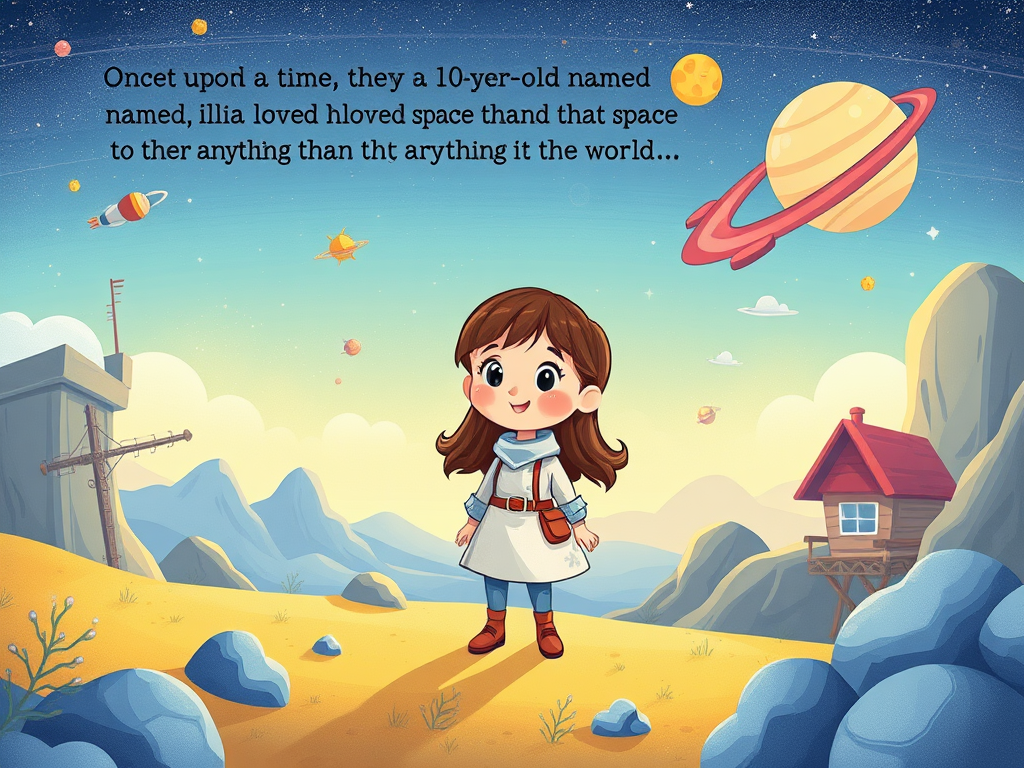 Oncet upord a time, they a 10-yer-old named
named, illia loved hloved space thand that space
to ther anything than tht arything it the world...